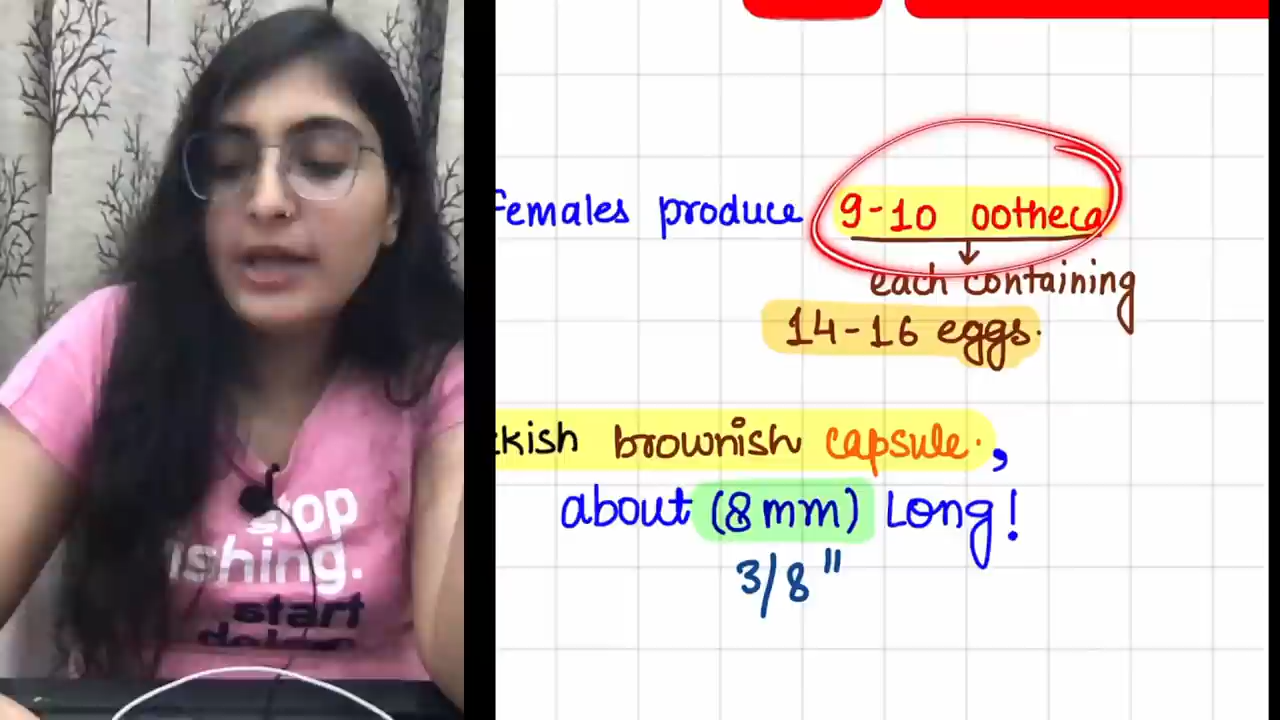 Females produce 9-10 ootheca
each containing
14-16 eggs.
kish brownish capsule.,
about (8mm) Long!
3/8"
stop
ishing.
start